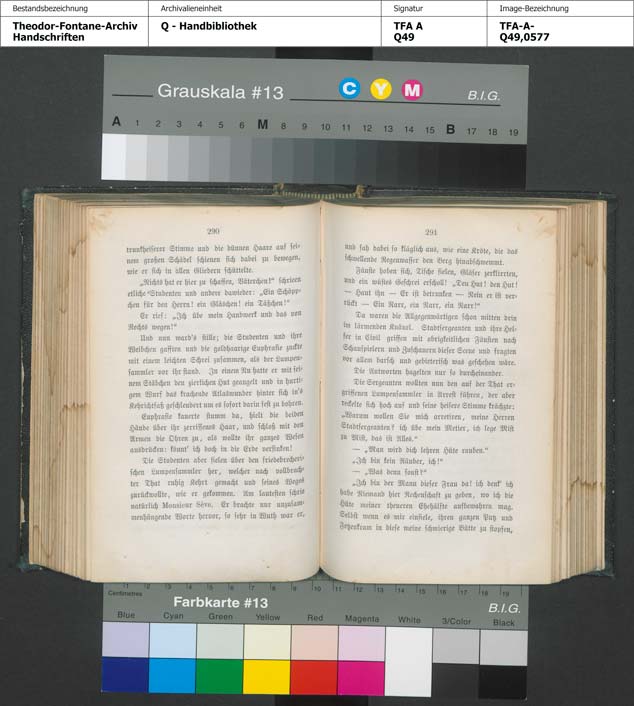 Bestandsbezeichnung
Theodor-Fontane-Archiv
Handschriften
Archivalieneinheit
Q - Handbibliothek
Signatur
TFA A
Q49
Image-Bezeichnung
TFA-A-
Q49,0577
Grauskala #13
C Y M
B.I.G.
A 1 2 3 4 5 6 M 8 9 10 11 12 13 14 15 B 17 18 19
290
trunkheiserer Stimme und die dünnen Haare auf sei-
nem großen Schädel schienen sich dabei zu bewegen,
wie er sich in allen Gliedern schüttelte.
„Nichts hat er hier zu schaffen, Väterchen!“ schrieen
etliche Studenten und andere dawieder: „Ein Schöpp-
chen für den Herrn! ein Gläschen! ein Täßchen!“
Er rief: „Ich übe mein Handwerk und das von
Rechts wegen!“
Und nun ward's stille; die Studenten und ihre
Weibchen gafften und die goldhaarige Euphrasie zuckte
mit einem leichten Schrei zusammen, als der Lumpen-
sammler vor ihr stand. In einem Nu hatte er mit sei-
nem Stäbchen den zierlichen Hut geangelt und in hurti-
gem Wurf das krachende Atlaswunder hinter sich in's
Kehrichtfaß geschleudert um es sofort darin fest zu bohren.
Euphrasie kauerte stumm da, hielt die beiden
Hände über ihr zerrissenes Haar, und schloß mit den
Armen die Ohren zu, als wollte ihr ganzes Wesen
ausdrücken: könnt' ich doch in die Erde versinken!
Die Studenten aber fielen über den friedebrecheri-
schen Lumpensammler her, welcher nach vollbrach-
ter That ruhig Kehrt gemacht und seines Weges
zurückwollte, wie er gekommen. Am lautesten schrie
natürlich Monsieur Sève. Er brachte nur unzusam-
menhängende Worte hervor, so sehr in Wuth war er,
291
und sah dabei so kläglich aus, wie eine Kröte, die das
schwellende Regenwasser den Berg hinabschwemmt.
Fäuste hoben sich, Tische fielen, Gläser zerklirrten,
und ein wüstes Geschrei erscholl! „Den Hut! den Hut!
— Haut ihn — Er ist betrunken — Nein er ist ver-
rückt — Ein Narr, ein Narr, ein Narr!“
Da waren die Allgegenwärtigen schon mitten drin
im lärmenden Knäuel. Stadtsergeanten und ihre Hel-
fer in Civil griffen mit obrigkeitlichen Fäusten nach
Schauspielern und Zuschauern dieser Scene und fragten
vor allem barsch und gebieterisch was geschehen wäre.
Die Antworten hagelten nur so durcheinander.
Die Sergeanten wollten nun den auf der That er-
griffenen Lumpensammler in Arrest führen, der aber
reckelte sich hoch auf und seine heisere Stimme krächzte:
„Warum wollen Sie mich arretiren, meine Herren
Stadtsergeanten? ich übe mein Metier, ich lege Mist
zu Mist, das ist Alles.“
— „Man wird dich lehren Hüte rauben.“
„Ich bin kein Räuber, ich!“
— „Was denn sonst?“
„Ich bin der Mann dieser Frau da! ich denk' ich
habe Niemand hier Rechenschaft zu geben, wo ich die
Hüte meiner theueren Ehehälfte aufbewahren mag.
Selbst wenn es mir einfiele, ihren ganzen Putz und
Fetzenkram in diese meine schmierige Bütte zu stopfen,
Centimetres
Farbkarte #13
B.I.G.
Blue Cyan Green Yellow Red Magenta White 3/Color Black